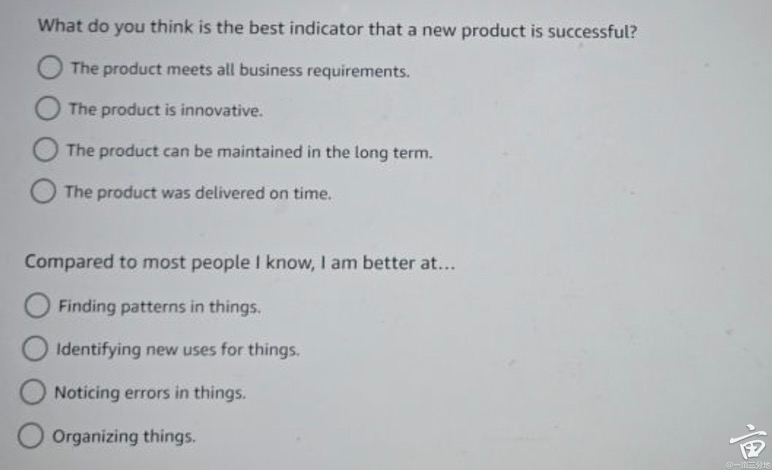 What do you think is the best indicator that a new product is successful?
The product meets all business requirements.
The product is innovative.
The product can be maintained in the long term.
The product was delivered on time.
Compared to most people I know, I am better at...
Finding patterns in things.
Identifying new uses for things.
Noticing errors in things.
Organizing things.